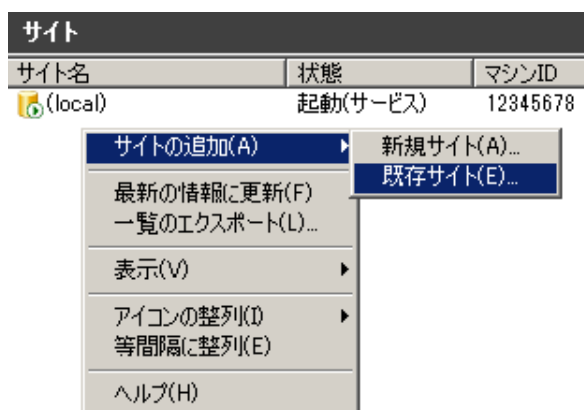 サイト
サイト名 状態 マシンID
(local) 起動(サービス) 12345678
サイトの追加(A) 新規サイト(A)...
既存サイト(E)...
最新の情報に更新(F)
一覧のエクスポート(L)...
表示(V)
アイコンの整列(I)
等間隔に整列(E)
ヘルプ(H)